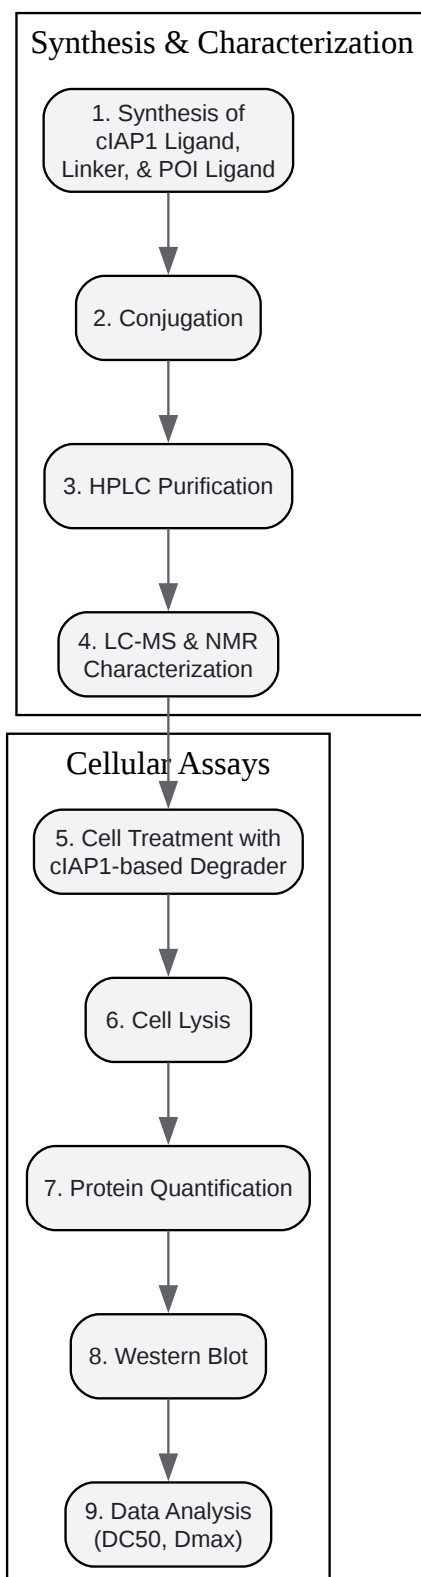 Synthesis & Characterization
1. Synthesis of
cIAP1 Ligand,
Linker, & POI Ligand
2. Conjugation
3. HPLC Purification
4. LC-MS & NMR
Characterization
Cellular Assays
5. Cell Treatment with
cIAP1-based Degrader
6. Cell Lysis
7. Protein Quantification
8. Western Blot
9. Data Analysis
(DC50, Dmax)